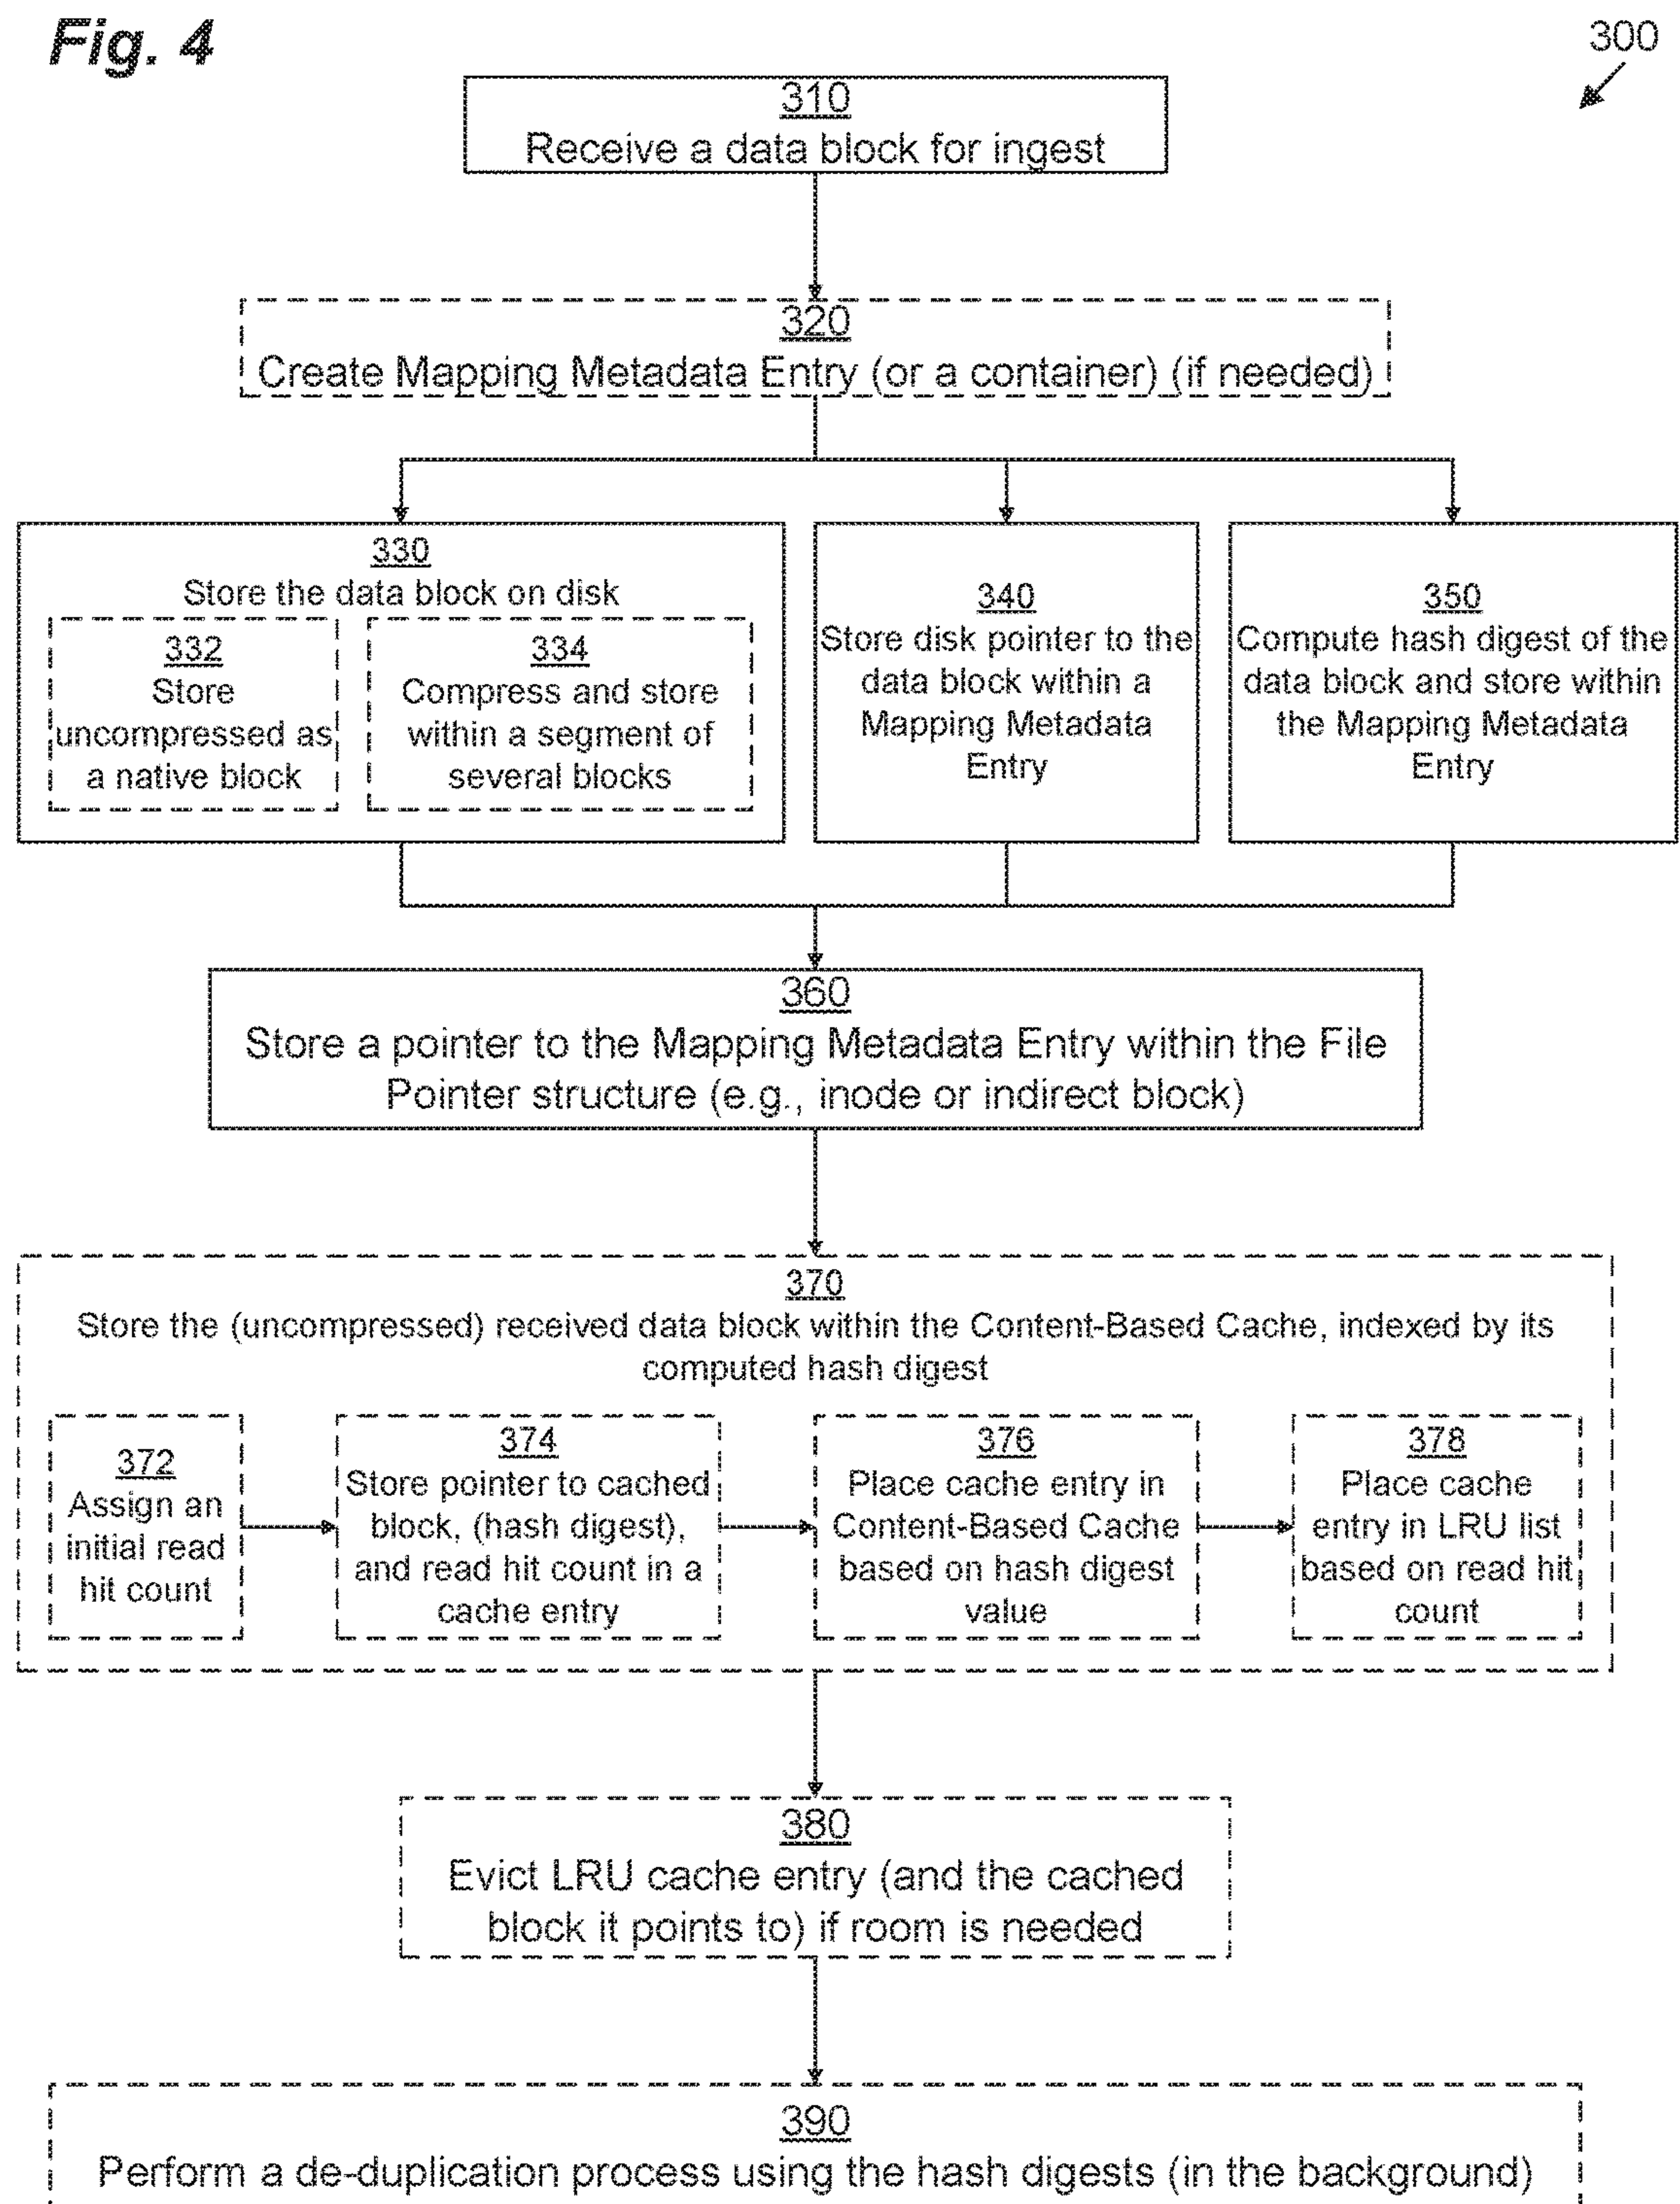 Fig. 4
300
310
Receive a data block for ingest
320
Create Mapping Metadata Entry (or a container) (if needed)
330
Store the data block on disk
332
Store
uncompressed as
a native block
334
Compress and store
within a segment of
several blocks
340
Store disk pointer to the
data block within a
Mapping Metadata
Entry
350
Compute hash digest of the
data block and store within
the Mapping Metadata
Entry
360
Store a pointer to the Mapping Metadata Entry within the File
Pointer structure (e.g., inode or indirect block)
370
Store the (uncompressed) received data block within the Content-Based Cache, indexed by its
computed hash digest
372
Assign an
initial read
hit count
374
Store pointer to cached
block, (hash digest),
and read hit count in a
cache entry
376
Place cache entry in
Content-Based Cache
based on hash digest
value
378
Place cache
entry in LRU list
based on read hit
count
380
Evict LRU cache entry (and the cached
block it points to) if room is needed
390
Perform a de-duplication process using the hash digests (in the background)